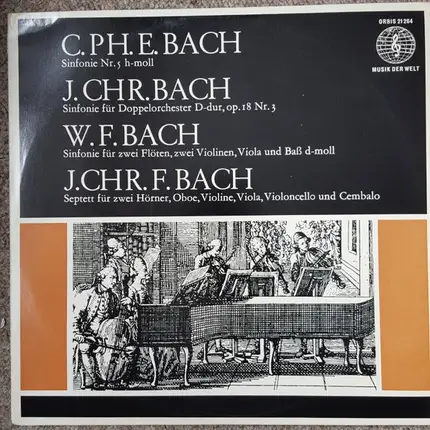 C.PH.E.BACH
Sinfonie Nr. 5 h-moll
J.CHR.BACH
Sinfonie für Doppelorchester D-dur, op. 18 Nr. 3
W.F.BACH
Sinfonie für zwei Flöten, zwei Violinen, Viola und Baß d-moll
J.CHR.F.BACH
Septett für zwei Hörner, Oboe, Violine, Viola, Violoncello und Cembalo
ORBIS 21 264
MUSIK DER WELT